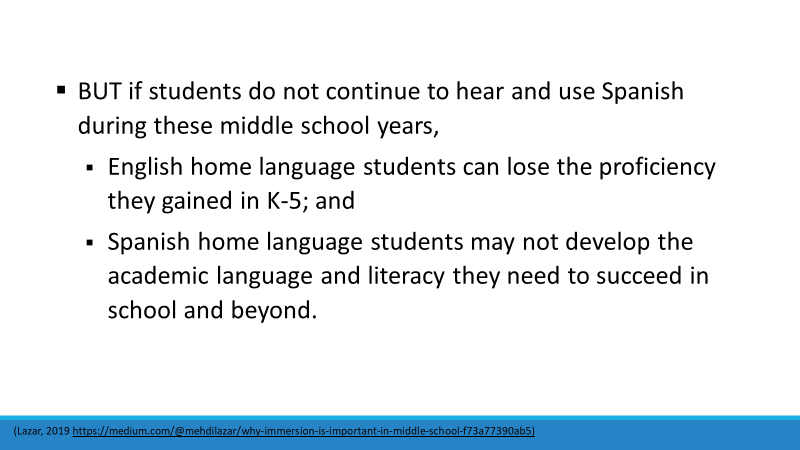 ▪ BUT if students do not continue to hear and use Spanish
during these middle school years,
▪ English home language students can lose the proficiency
they gained in K-5; and
▪ Spanish home language students may not develop the
academic language and literacy they need to succeed in
school and beyond.
(Lazar, 2019 https://medium.com/@mehdilazar/why-immersion-is-important-in-middle-school-f73a77390ab5)